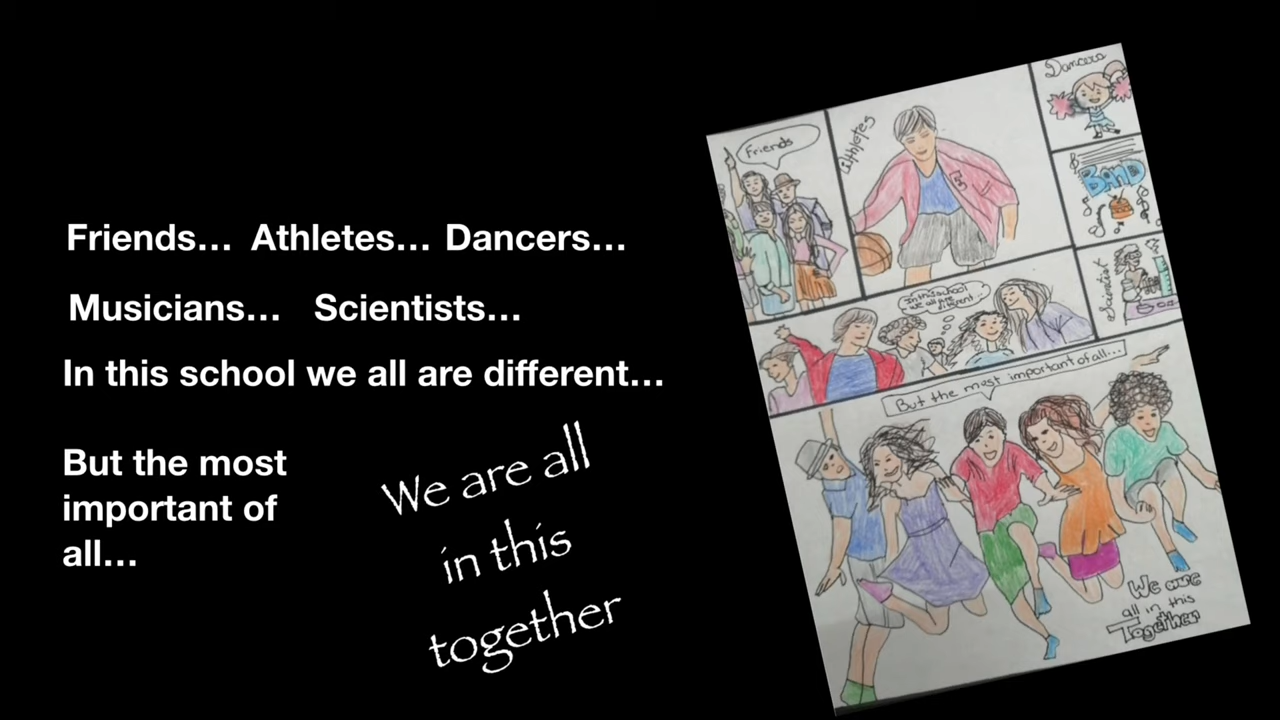 Friends... Athletes... Dancers...
Musicians... Scientists...
In this school we all are different...
But the most
important of
all...
We are all
in this
together
Friends
Athletes
Dancers
BAND
Scientist
In this school
we all are
different...
But the most important of all...
We are
all in this
Together